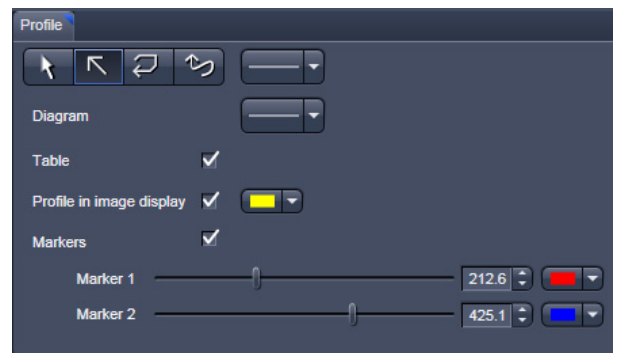 Profile
Diagram
Table
Profile in image display
Markers
Marker 1 212.6
Marker 2 425.1